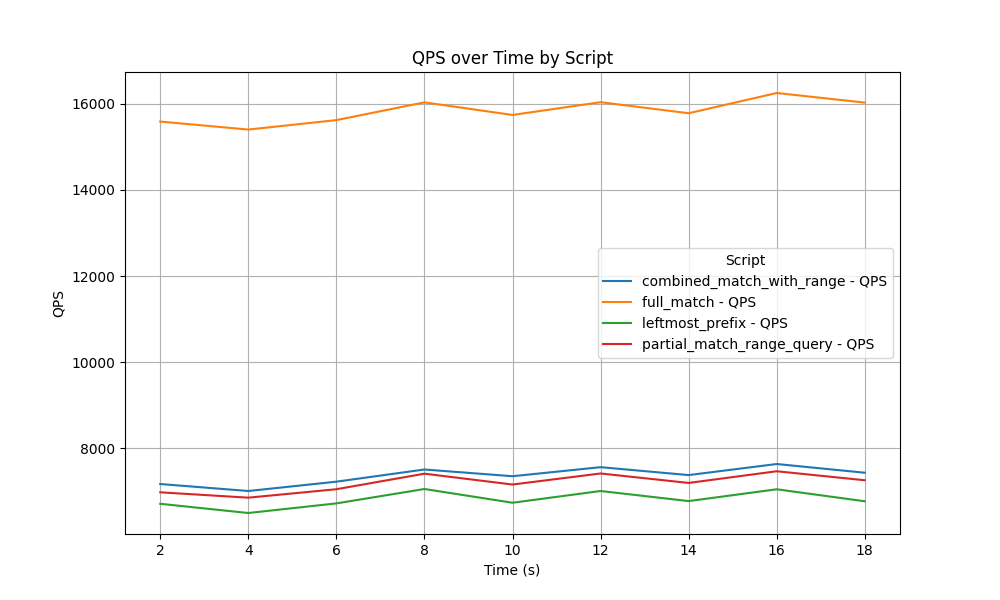 QPS over Time by Script
16000
14000
12000
10000
8000
QPS
Script
combined_match_with_range - QPS
full_match - QPS
leftmost_prefix - QPS
partial_match_range_query - QPS
2 4 6 8 10 12 14 16 18
Time (s)